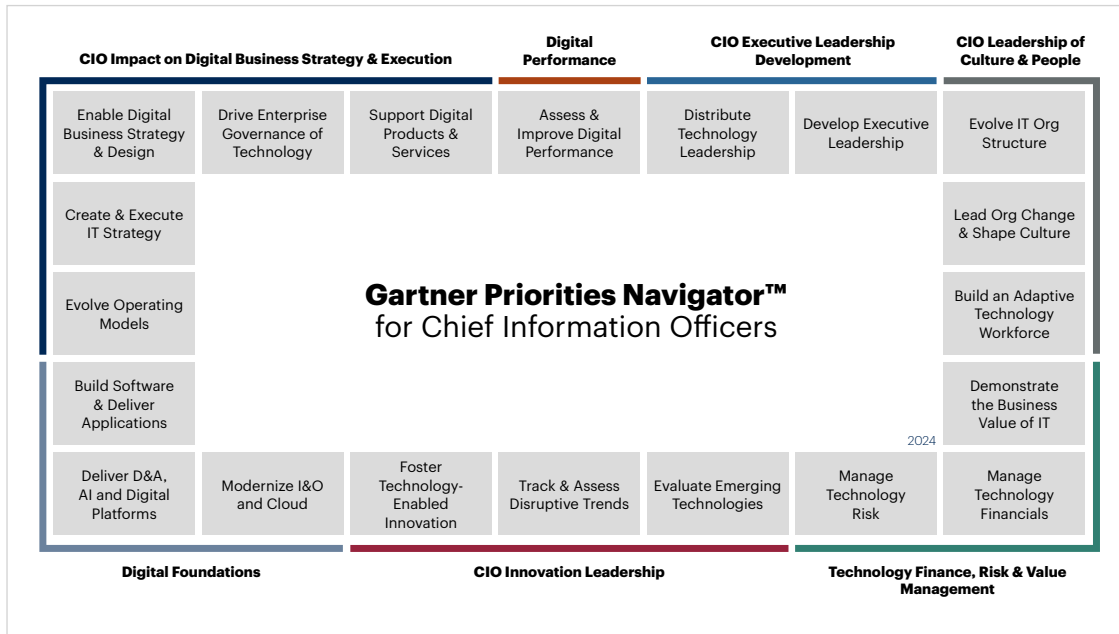 CIO Impact on Digital Business Strategy & Execution
Digital
Performance
CIO Executive Leadership
Development
CIO Leadership of
Culture & People
Enable Digital
Business Strategy
& Design
Drive Enterprise
Governance of
Technology
Support Digital
Products &
Services
Assess &
Improve Digital
Performance
Distribute
Technology
Leadership
Develop Executive
Leadership
Evolve IT Org
Structure
Create & Execute
IT Strategy
Lead Org Change
& Shape Culture
Evolve Operating
Models
Gartner Priorities Navigator™
for Chief Information Officers
Build an Adaptive
Technology
Workforce
Build Software
& Deliver
Applications
Demonstrate
the Business
Value of IT
2024
Deliver D&A,
AI and Digital
Platforms
Modernize I&O
and Cloud
Foster
Technology-
Enabled
Innovation
Track & Assess
Disruptive Trends
Evaluate Emerging
Technologies
Manage
Technology
Risk
Manage
Technology
Financials
Digital Foundations
CIO Innovation Leadership
Technology Finance, Risk & Value
Management